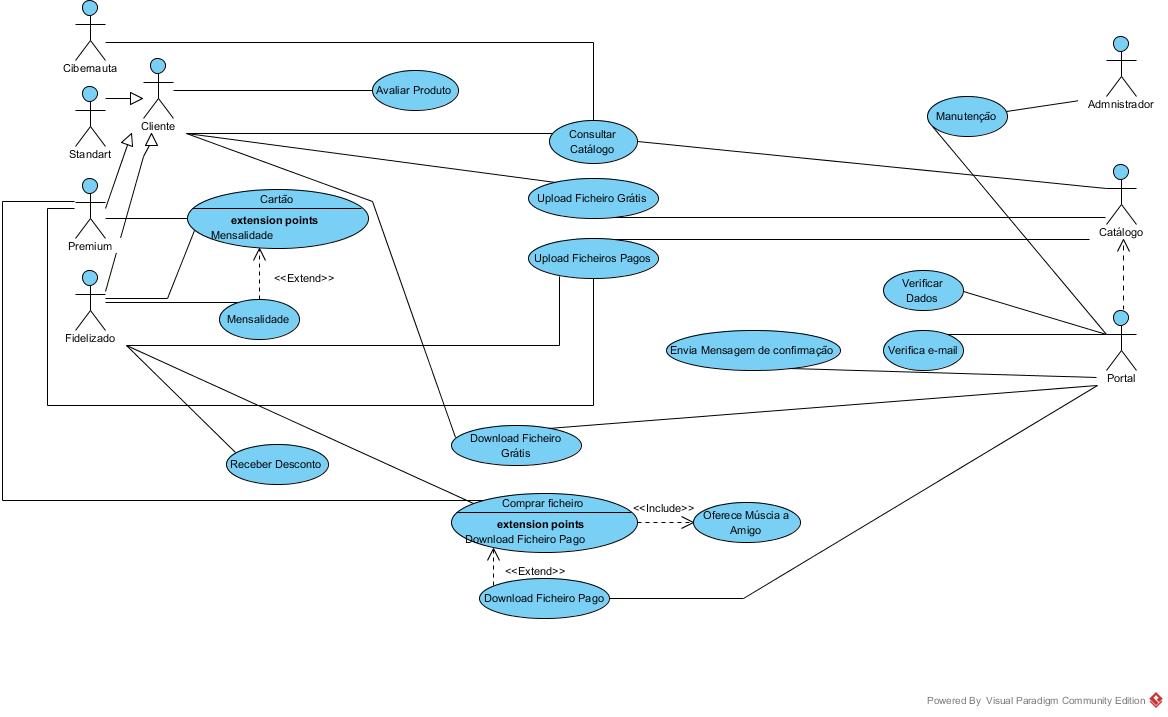 Cibernauta
Cliente
Standart
Premium
Fidelizado
Avaliar Produto
Consultar
Catálogo
Manutenção
Admnistrador
Upload Ficheiro Grátis
Catálogo
Cartão
extension points
Mensalidade
<<Extend>>
Mensalidade
Upload Ficheiros Pagos
Verificar
Dados
Envia Mensagem de confirmação
Verifica e-mail
Portal
Download Ficheiro
Grátis
Receber Desconto
Comprar ficheiro
extension points
Download Ficheiro Pago
<<Include>>
Oferece Múscia a
Amigo
<<Extend>>
Download Ficheiro Pago
Powered By Visual Paradigm Community Edition